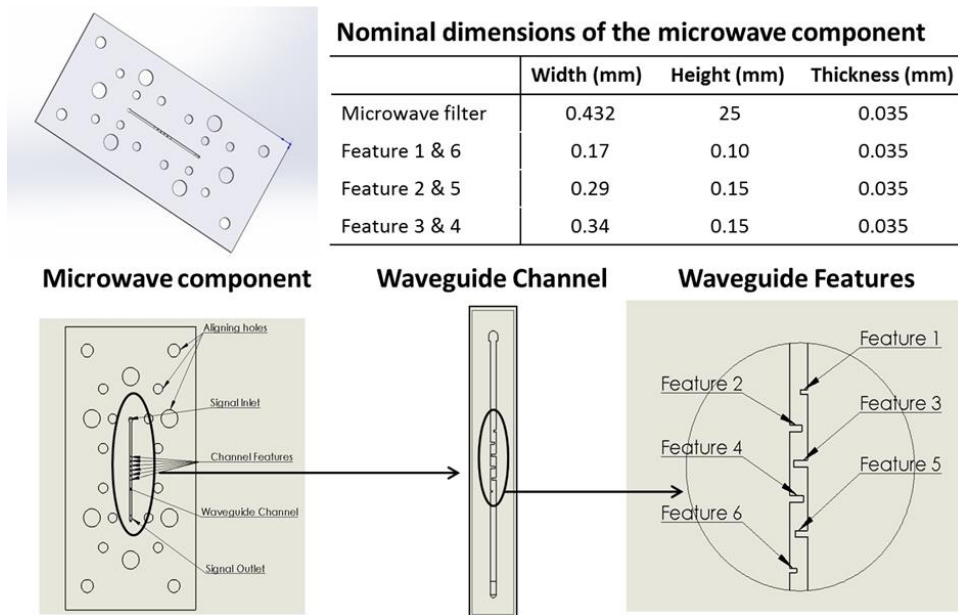 Nominal dimensions of the microwave component
Width (mm) Height (mm) Thickness (mm)
Microwave filter 0.432 25 0.035
Feature 1 & 6 0.17 0.10 0.035
Feature 2 & 5 0.29 0.15 0.035
Feature 3 & 4 0.34 0.15 0.035
Microwave component
Aligning holes
Signal Inlet
Channel Features
Waveguide Channel
Signal Outlet
Waveguide Channel
Waveguide Features
Feature 1
Feature 2
Feature 3
Feature 4
Feature 5
Feature 6